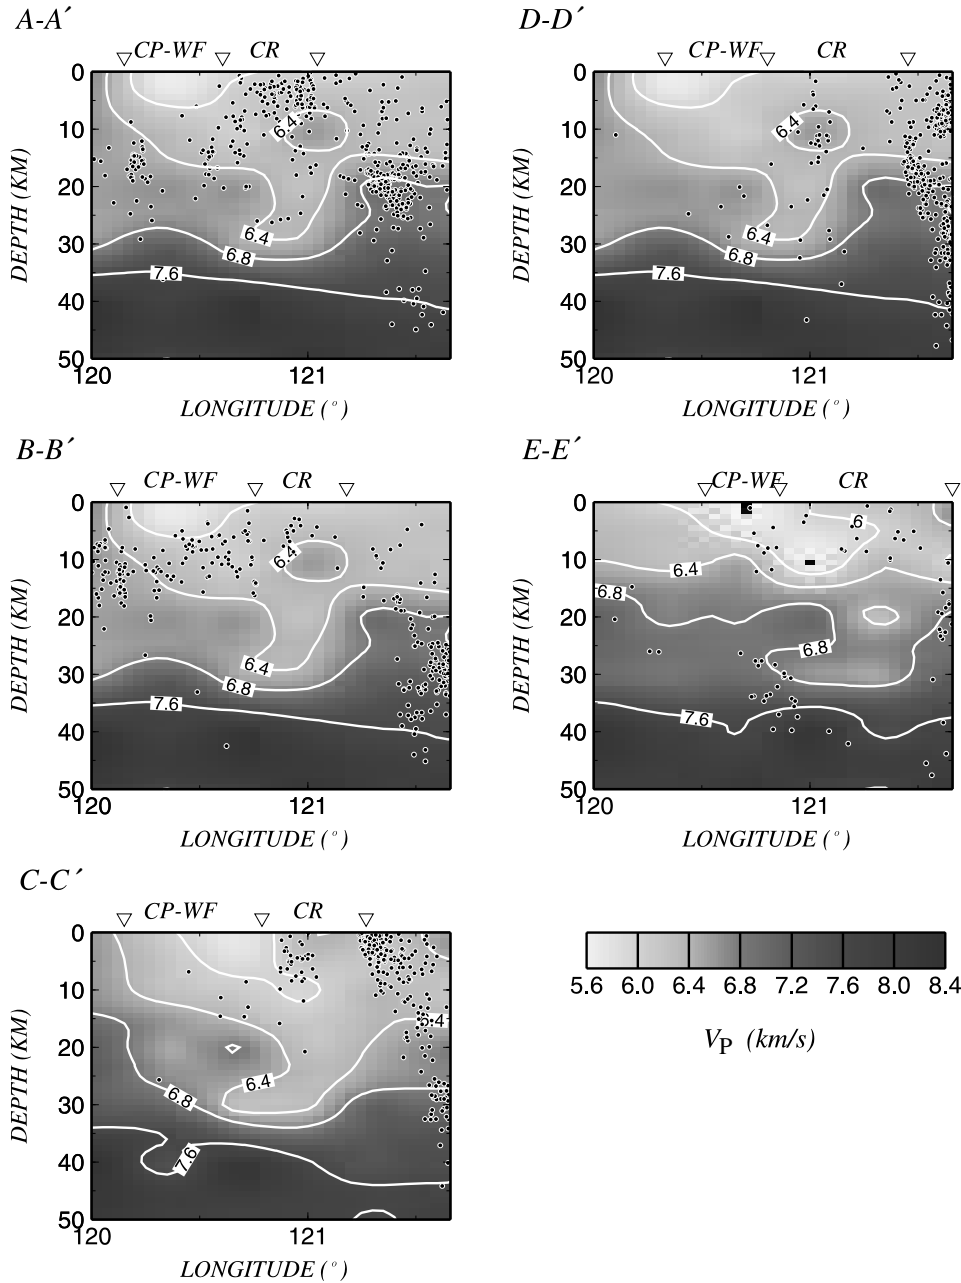 A-A´
CP-WF CR
0
10
20
30
40
50
DEPTH (KM)
6.4
6.4
6.8
7.6
120 121
LONGITUDE (°)
D-D´
CP-WF CR
0
10
20
30
40
50
DEPTH (KM)
6.4
6.4
6.8
7.6
120 121
LONGITUDE (°)
B-B´
CP-WF CR
0
10
20
30
40
50
DEPTH (KM)
6.4
6.4
6.8
7.6
120 121
LONGITUDE (°)
E-E´
CP-WF CR
0
10
20
30
40
50
DEPTH (KM)
6
6.4
6.8
6.8
7.6
120 121
LONGITUDE (°)
C-C´
CP-WF CR
0
10
20
30
40
50
DEPTH (KM)
6.4
6.8
7.6
120 121
LONGITUDE (°)
5.6 6.0 6.4 6.8 7.2 7.6 8.0 8.4
VP (km/s)